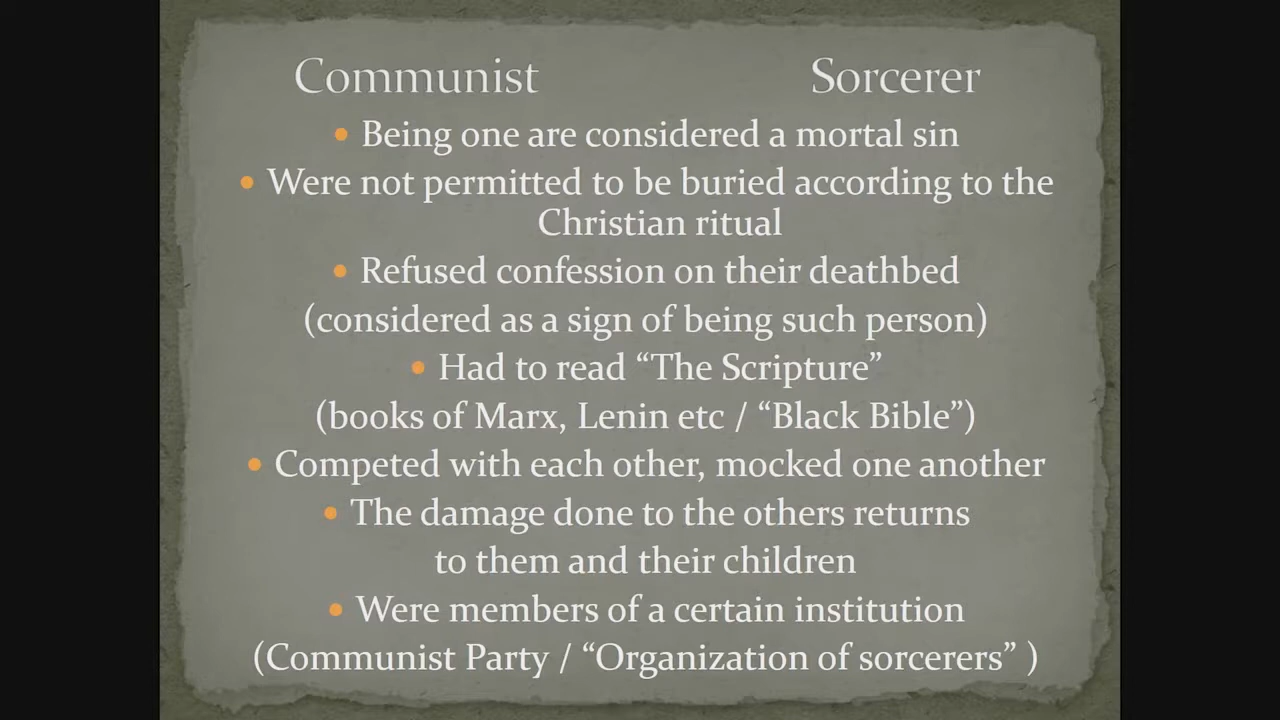 Communist Sorcerer
• Being one are considered a mortal sin
• Were not permitted to be buried according to the
Christian ritual
• Refused confession on their deathbed
(considered as a sign of being such person)
• Had to read “The Scripture”
(books of Marx, Lenin etc / “Black Bible”)
• Competed with each other, mocked one another
• The damage done to the others returns
to them and their children
• Were members of a certain institution
(Communist Party / “Organization of sorcerers” )